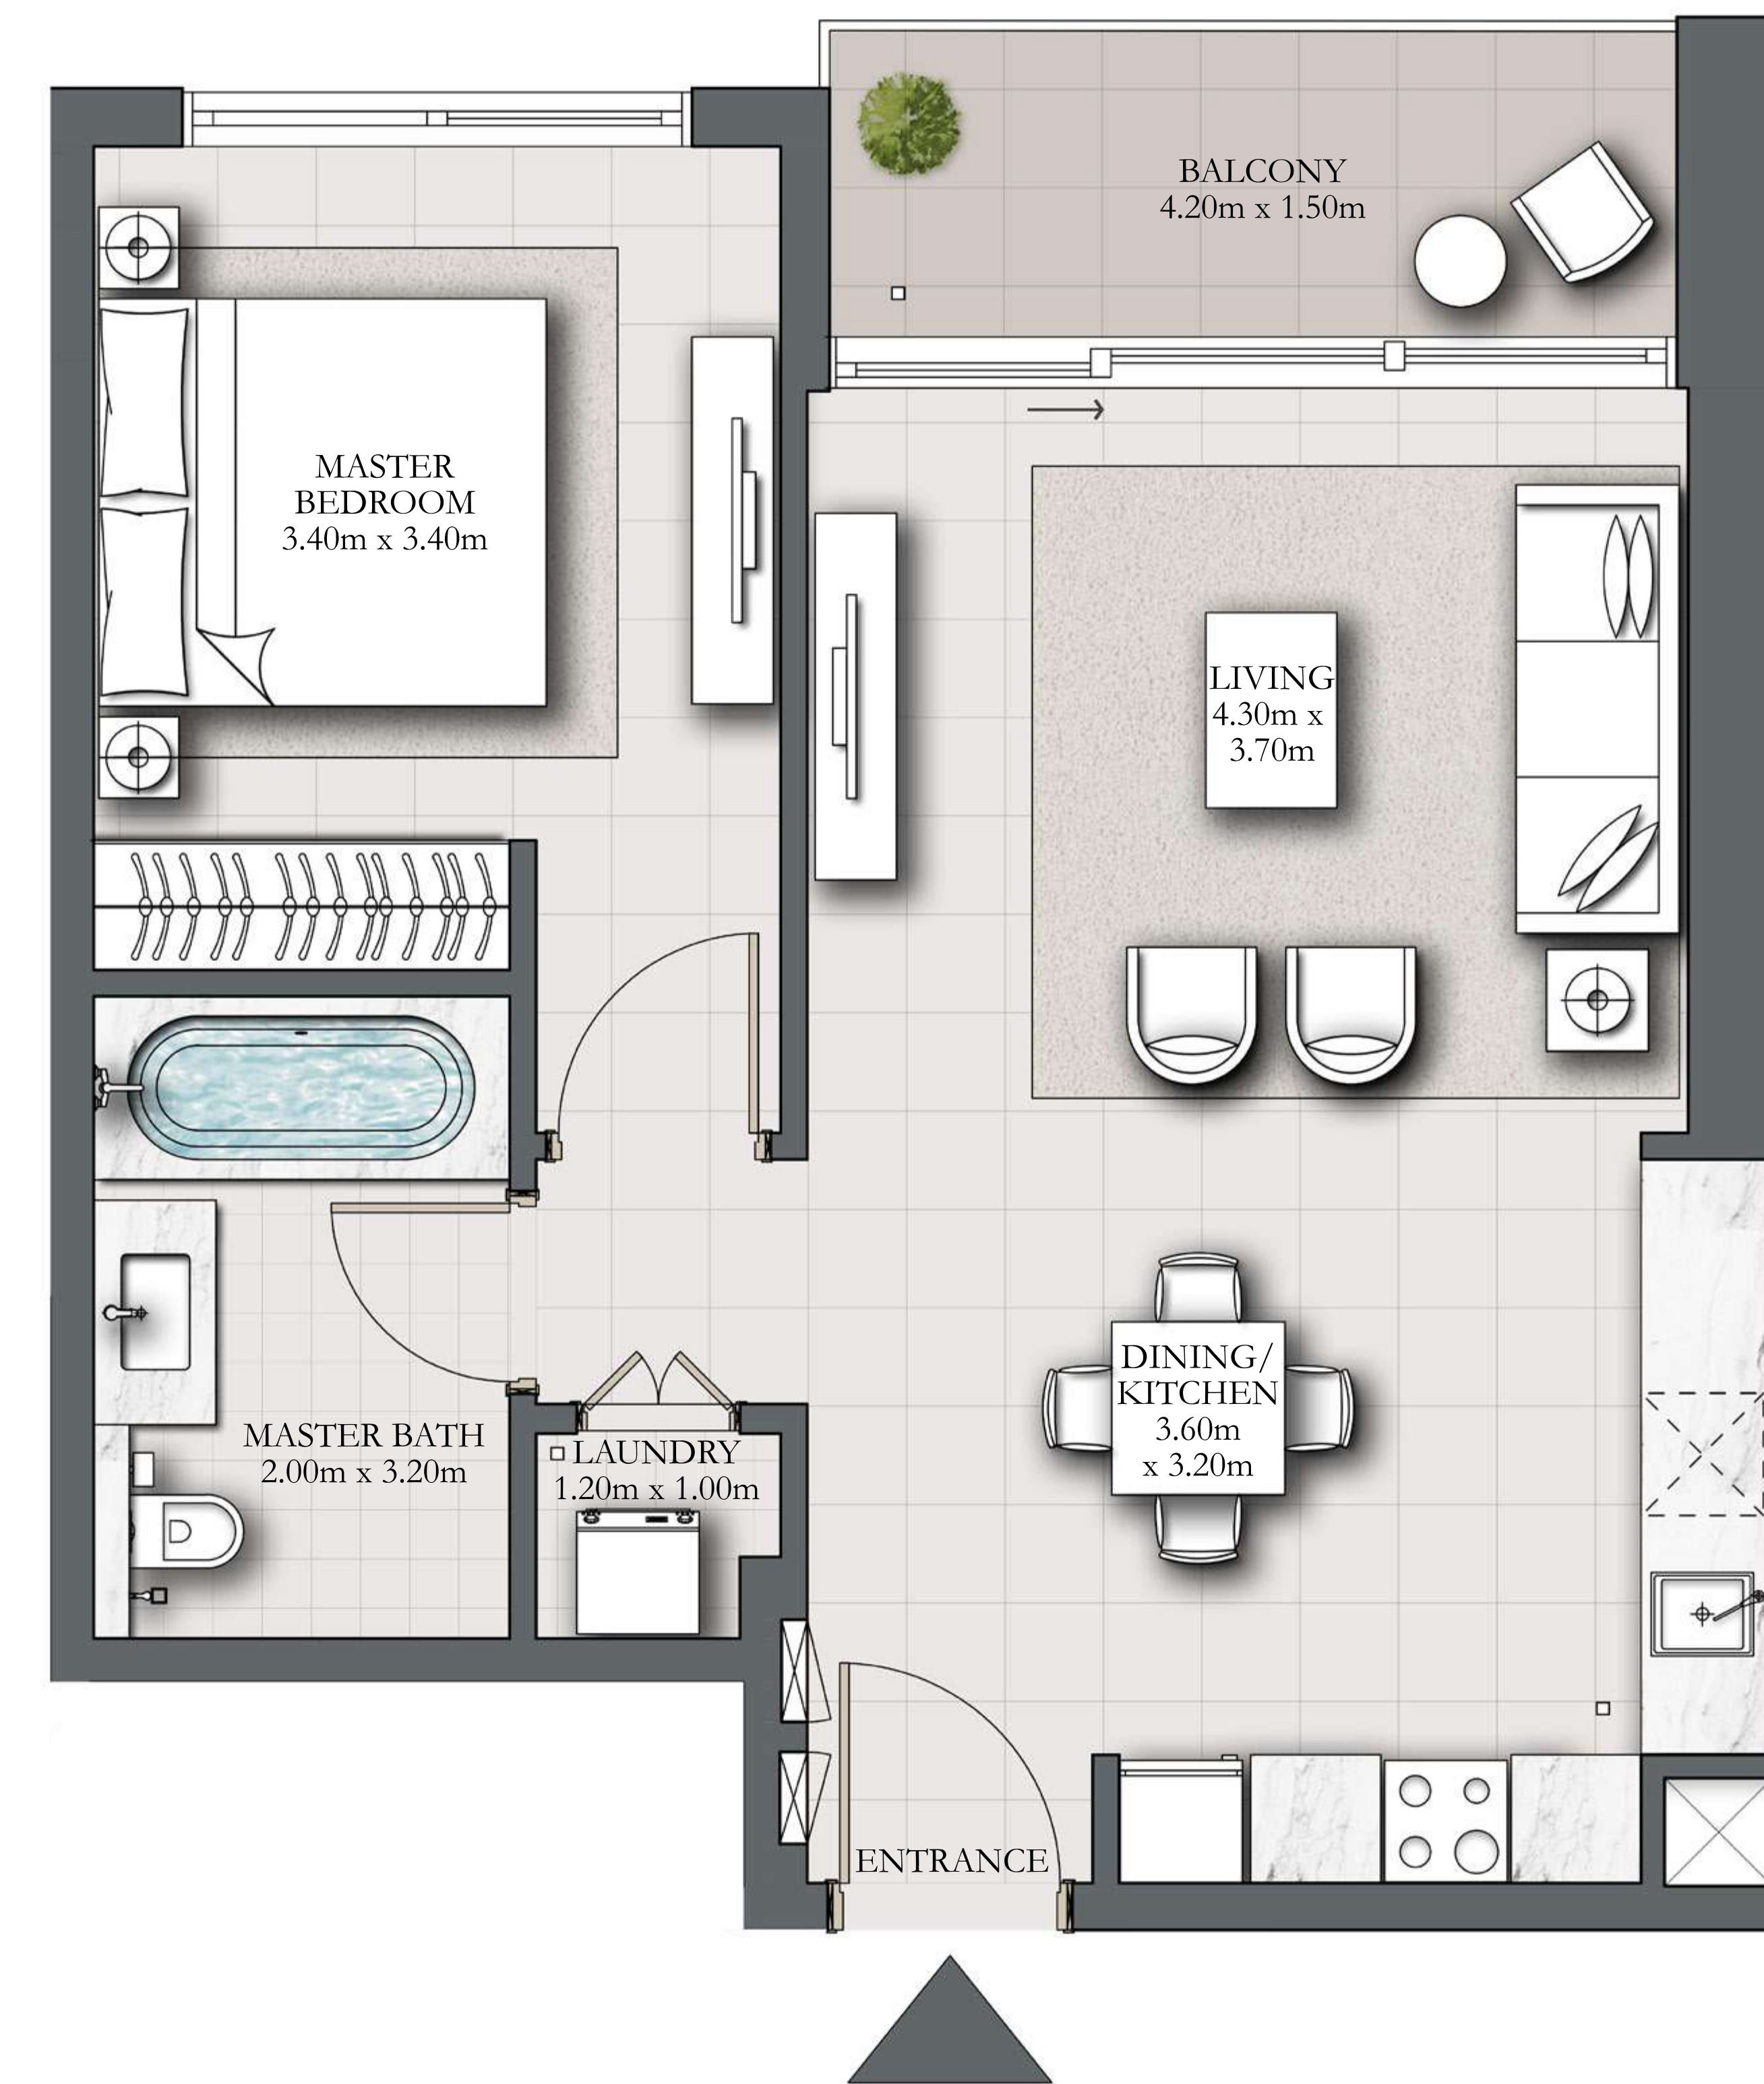 BALCONY
4.20m x 1.50m
MASTER
BEDROOM
3.40m x 3.40m
LIVING
4.30m x
3.70m
DINING/
KITCHEN
3.60m
x 3.20m
MASTER BATH
2.00m x 3.20m
LAUNDRY
1.20m x 1.00m
ENTRANCE